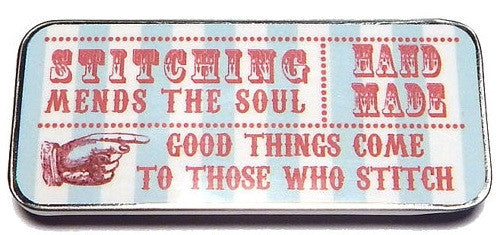 STITCHING
MENDS THE SOUL
HAND
MADE
GOOD THINGS COME
TO THOSE WHO STITCH